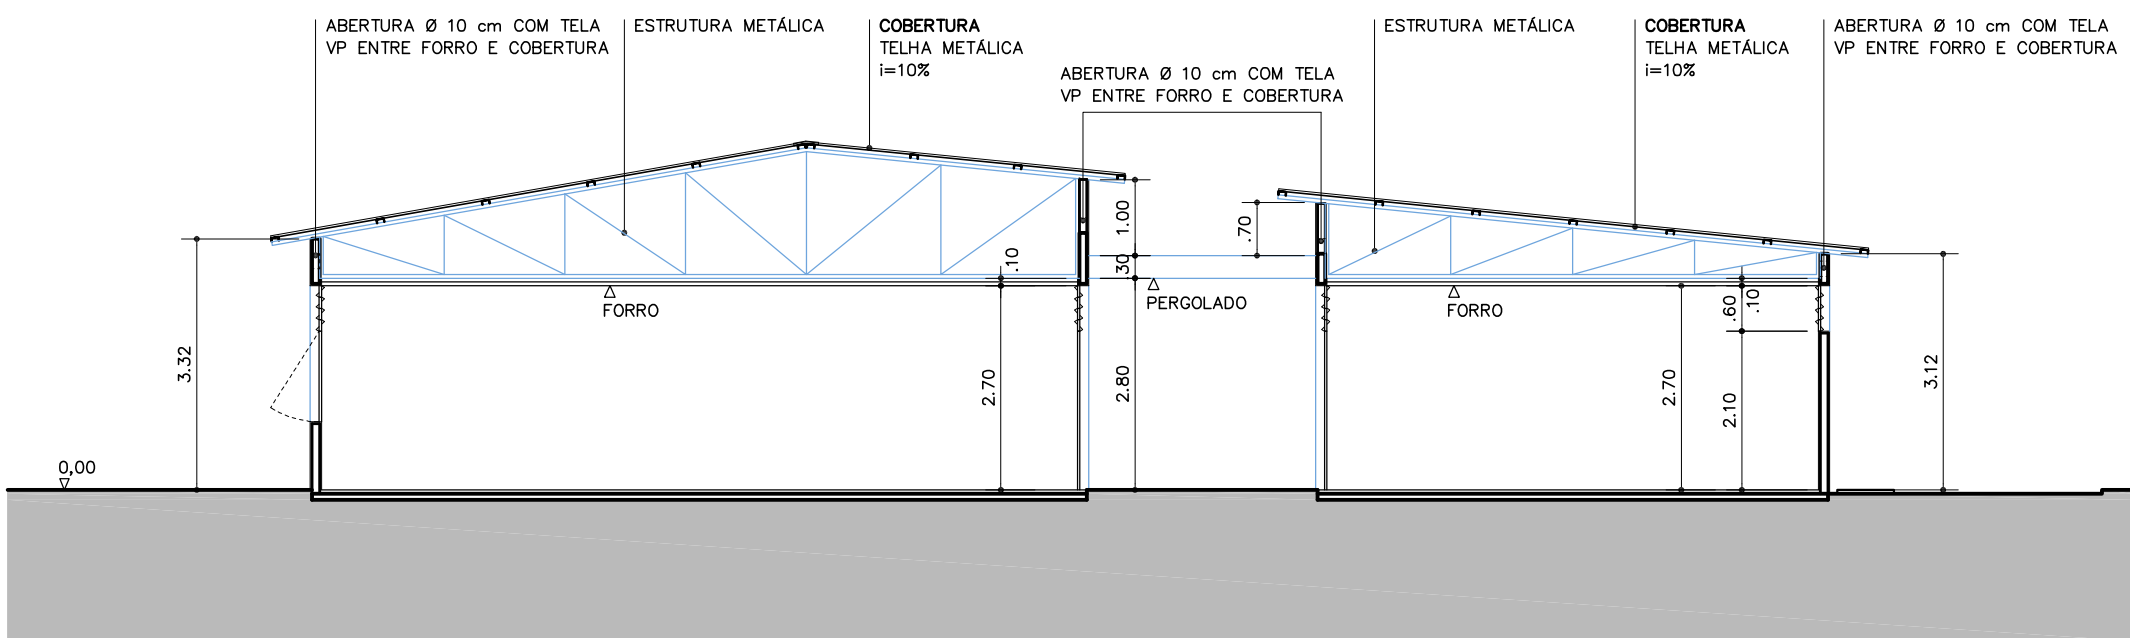 ABERTURA Ø 10 cm COM TELA
VP ENTRE FORRO E COBERTURA
ESTRUTURA METÁLICA
COBERTURA
TELHA METÁLICA
i=10%
ABERTURA Ø 10 cm COM TELA
VP ENTRE FORRO E COBERTURA
ESTRUTURA METÁLICA
COBERTURA
TELHA METÁLICA
i=10%
ABERTURA Ø 10 cm COM TELA
VP ENTRE FORRO E COBERTURA
3.32
0,00
FORRO
.10
2.70
1.00
.30
2.80
PERGOLADO
.70
FORRO
2.70
.60
.10
2.10
3.12